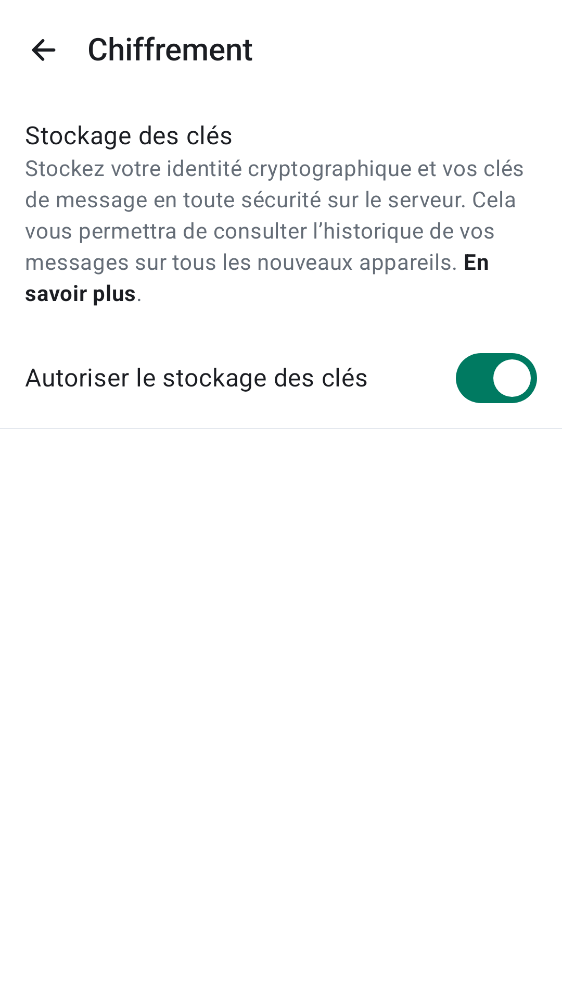 Chiffrement
Stockage des clés
Stockez votre identité cryptographique et vos clés
de message en toute sécurité sur le serveur. Cela
vous permettra de consulter l’historique de vos
messages sur tous les nouveaux appareils. En
savoir plus.
Autoriser le stockage des clés